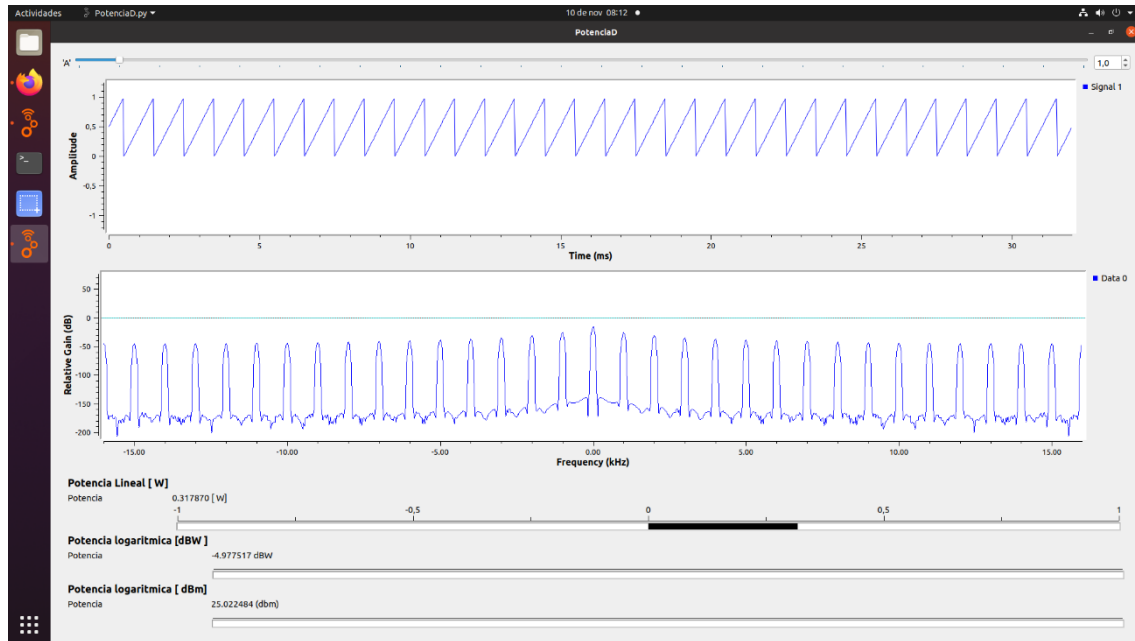 Actividades PotenciaD.py 10 de nov 08:12
PotenciaD
'A' 1,0
Signal 1
1
0,5
0
-0,5
-1
Amplitude
0 5 10 15 20 25 30
Time (ms)
Data 0
50
0
-50
-100
-150
-200
Relative Gain (dB)
-15.00 -10.00 -5.00 0.00 5.00 10.00 15.00
Frequency (kHz)
Potencia Lineal [ W]
Potencia 0.317870 [ W]
-1 -0,5 0 0,5 1
Potencia logaritmica [dBW ]
Potencia -4.977517 dBW
Potencia logaritmica [ dBm]
Potencia 25.022484 (dbm)